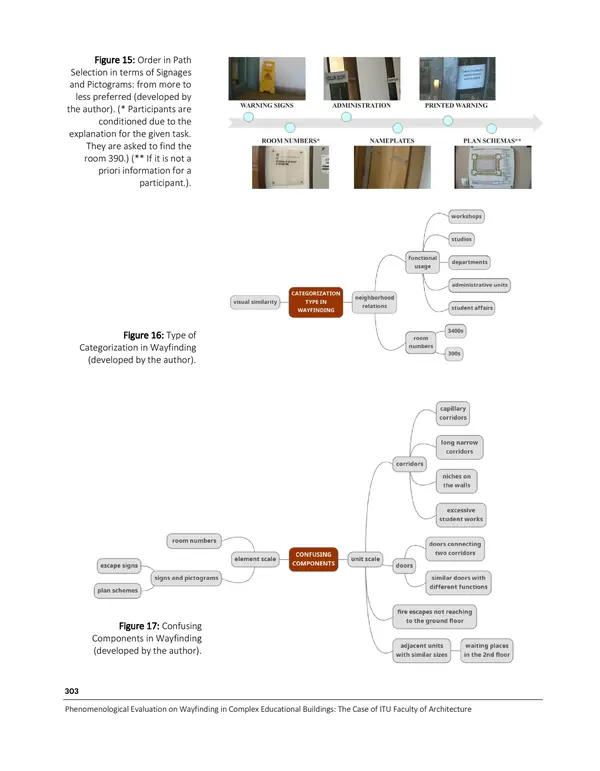 Figure 15: Order in Path
Selection in terms of Signages
and Pictograms: from more to
less preferred (developed by
the author). (* Participants are
conditioned due to the
explanation for the given task.
They are asked to find the
room 390.) (** If it is not a
priori information for a
participant.).
WARNING SIGNS
ADMINISTRATION
PRINTED WARNING
ROOM NUMBERS*
NAMEPLATES
PLAN SCHEMAS**
workshops
studios
functional
usage
departments
administrative units
student affairs
visual similarity
CATEGORIZATION
TYPE IN
WAYFINDING
neighborhood
relations
room
numbers
3400s
300s
Figure 16: Type of
Categorization in Wayfinding
(developed by the author).
capillary
corridors
long narrow
corridors
corridors
niches on
the walls
excessive
student works
room numbers
escape signs
signs and pictograms
plan schemes
element scale
CONFUSING
COMPONENTS
unit scale
doors
doors connecting
two corridors
similar doors with
different functions
fire escapes not reaching
to the ground floor
adjacent units
with similar sizes
waiting places
in the 2nd floor
Figure 17: Confusing
Components in Wayfinding
(developed by the author).
303
Phenomenological Evaluation on Wayfinding in Complex Educational Buildings: The Case of ITU Faculty of Architecture